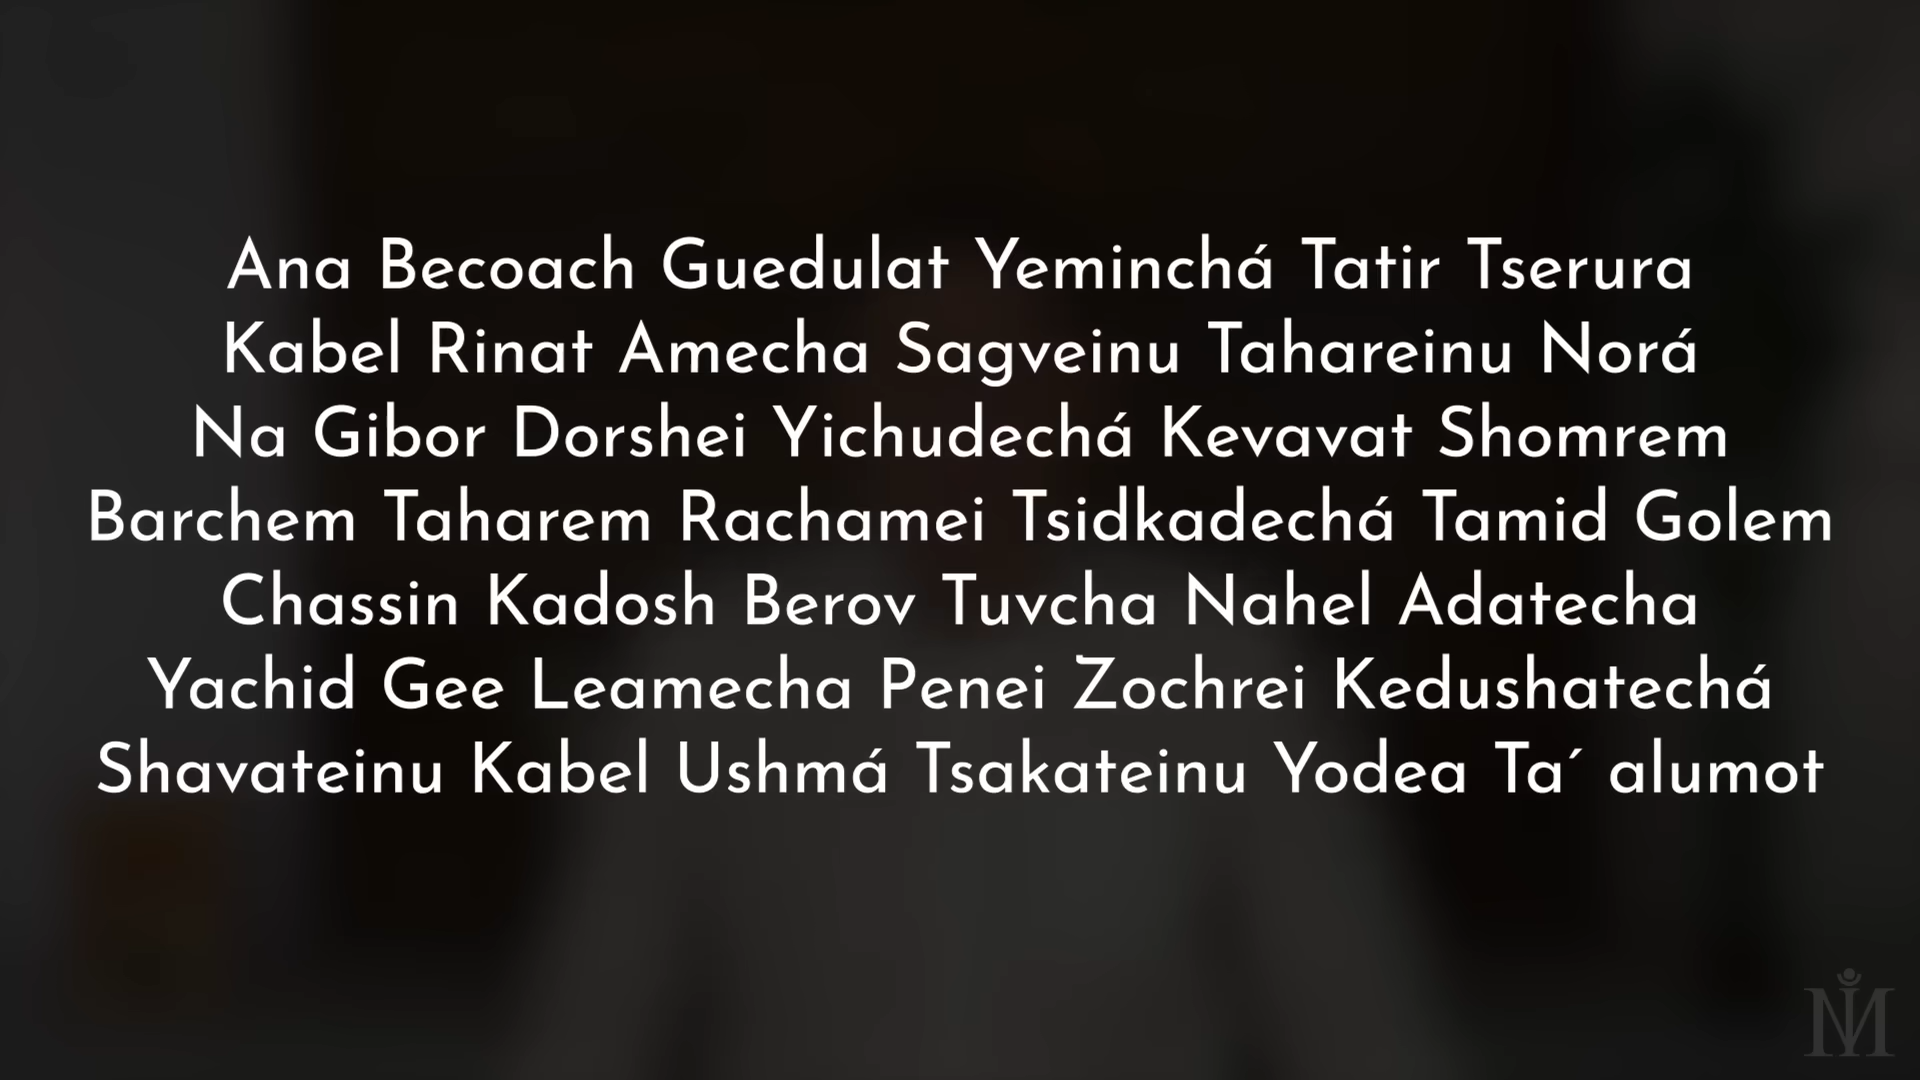 Ana Becoach Guedulat Yeminchá Tatir Tserura
Kabel Rinat Amecha Sagveinu Tahareinu Norá
Na Gibor Dorshei Yichudechá Kevavat Shomrem
Barchem Taharem Rachamei Tsidkadechá Tamid Golem
Chassin Kadosh Berov Tuvcha Nahel Adatecha
Yachid Gee Leamecha Penei Zochrei Kedushatechá
Shavateinu Kabel Ushmá Tsakateinu Yodea Ta´ alumot